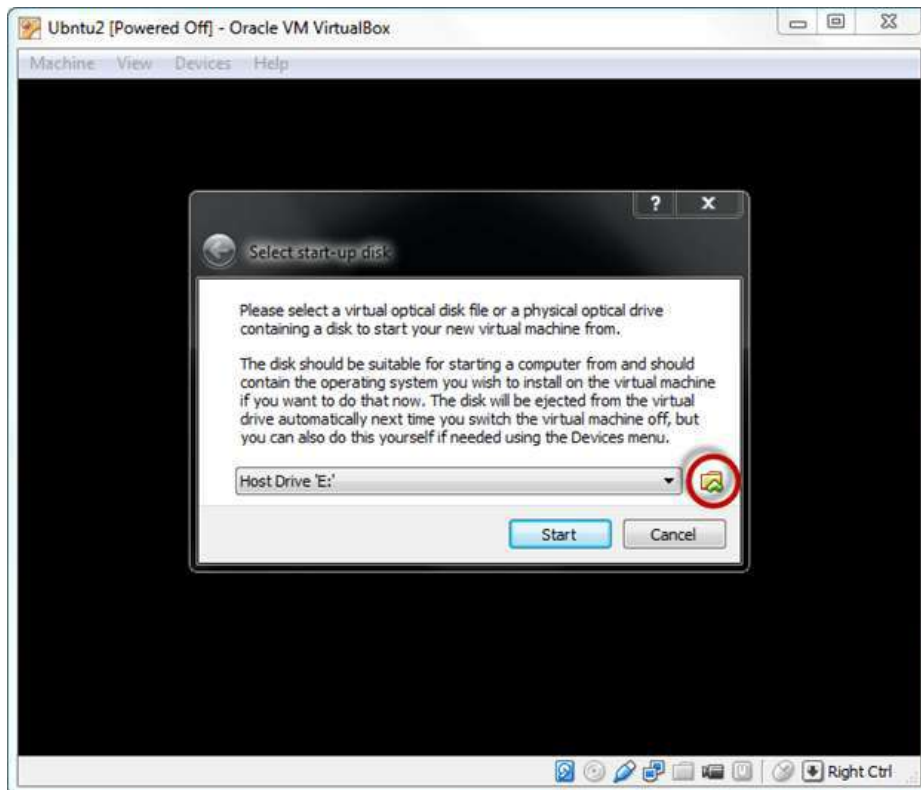 Ubntu2 [Powered Off] - Oracle VM VirtualBox
Machine View Devices Help
?
x
Select start-up disk
Please select a virtual optical disk file or a physical optical drive
containing a disk to start your new virtual machine from.
The disk should be suitable for starting a computer from and should
contain the operating system you wish to install on the virtual machine
if you want to do that now. The disk will be ejected from the virtual
drive automatically next time you switch the virtual machine off, but
you can also do this yourself if needed using the Devices menu.
Host Drive 'E:'
Start Cancel
Right Ctrl